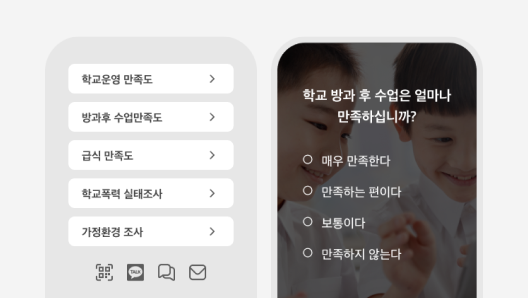 학교운영 만족도
방과후 수업만족도
급식 만족도
학교폭력 실태조사
가정환경 조사
TALK
학교 방과 후 수업은 얼마나
만족하십니까?
매우 만족한다
만족하는 편이다
보통이다
만족하지 않는다